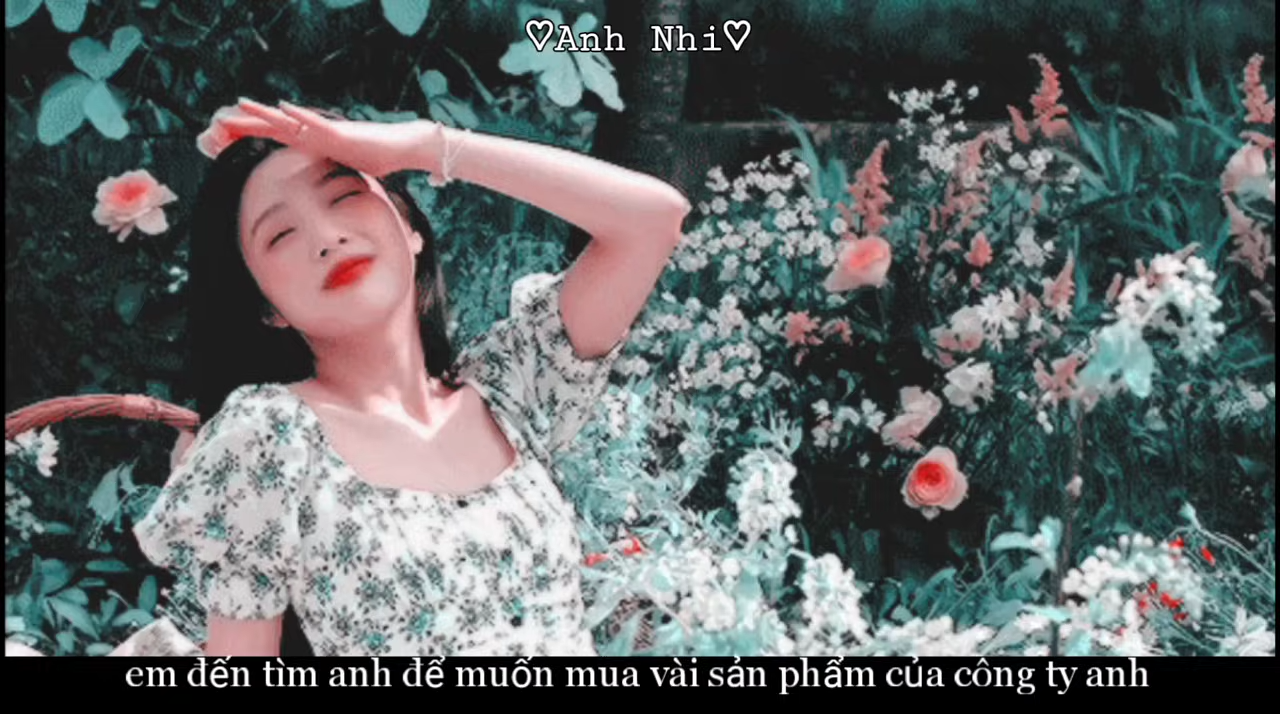 ♡Anh Nhi♡
em đến tìm anh để muốn mua vài sản phẩm của công ty anh